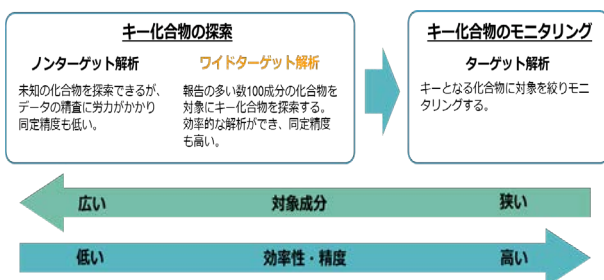 キー化合物の探索
ノンターゲット解析
未知の化合物を探索できるが、
データの精査に労力がかかり
同定精度も低い。
ワイドターゲット解析
報告の多い数100成分の化合物を
対象にキー化合物を探索する。
効率的な解析ができ、同定精度
も高い。
キー化合物のモニタリング
ターゲット解析
キーとなる化合物に対象を絞りモニ
タリングする。
広い 対象成分 狭い
低い 効率性・精度 高い